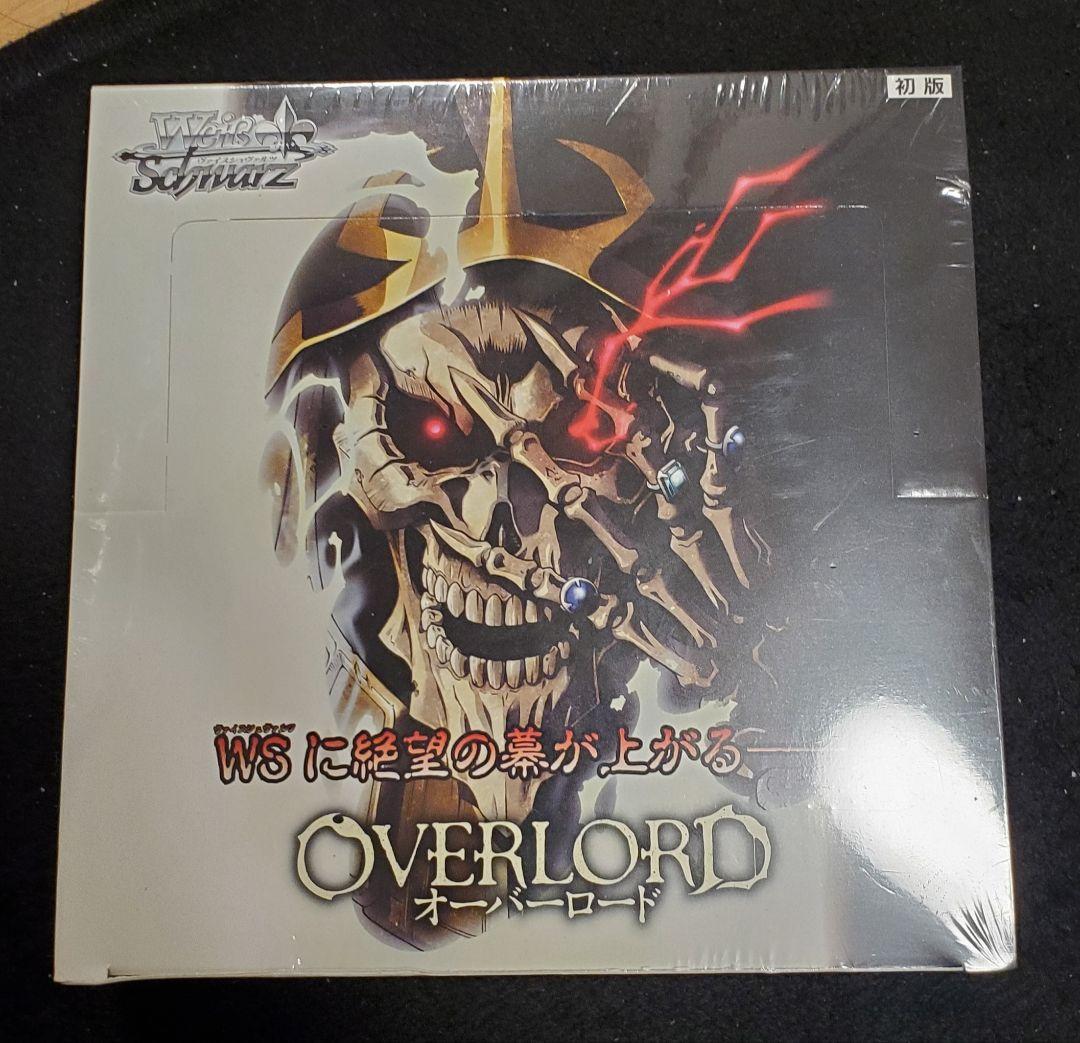 初版
Weiß
ヴァイスシュヴァルツ
Schwarz
ヴァイスシュヴァルツ
WSに絶望の幕が上がる――
OVERLORD
オーバーロード